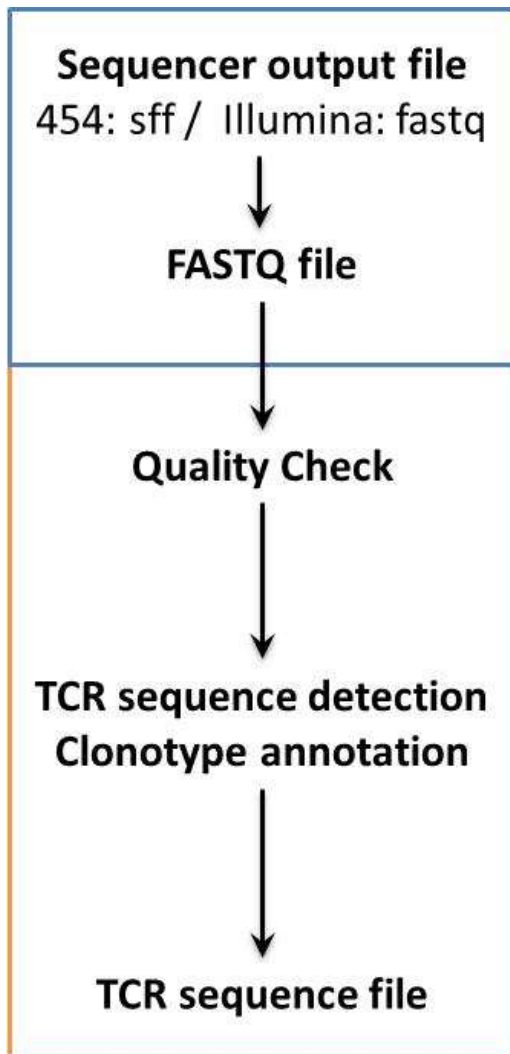 Sequencer output file
454: sff / Illumina: fastq
FASTQ file
Quality Check
TCR sequence detection
Clonotype annotation
TCR sequence file